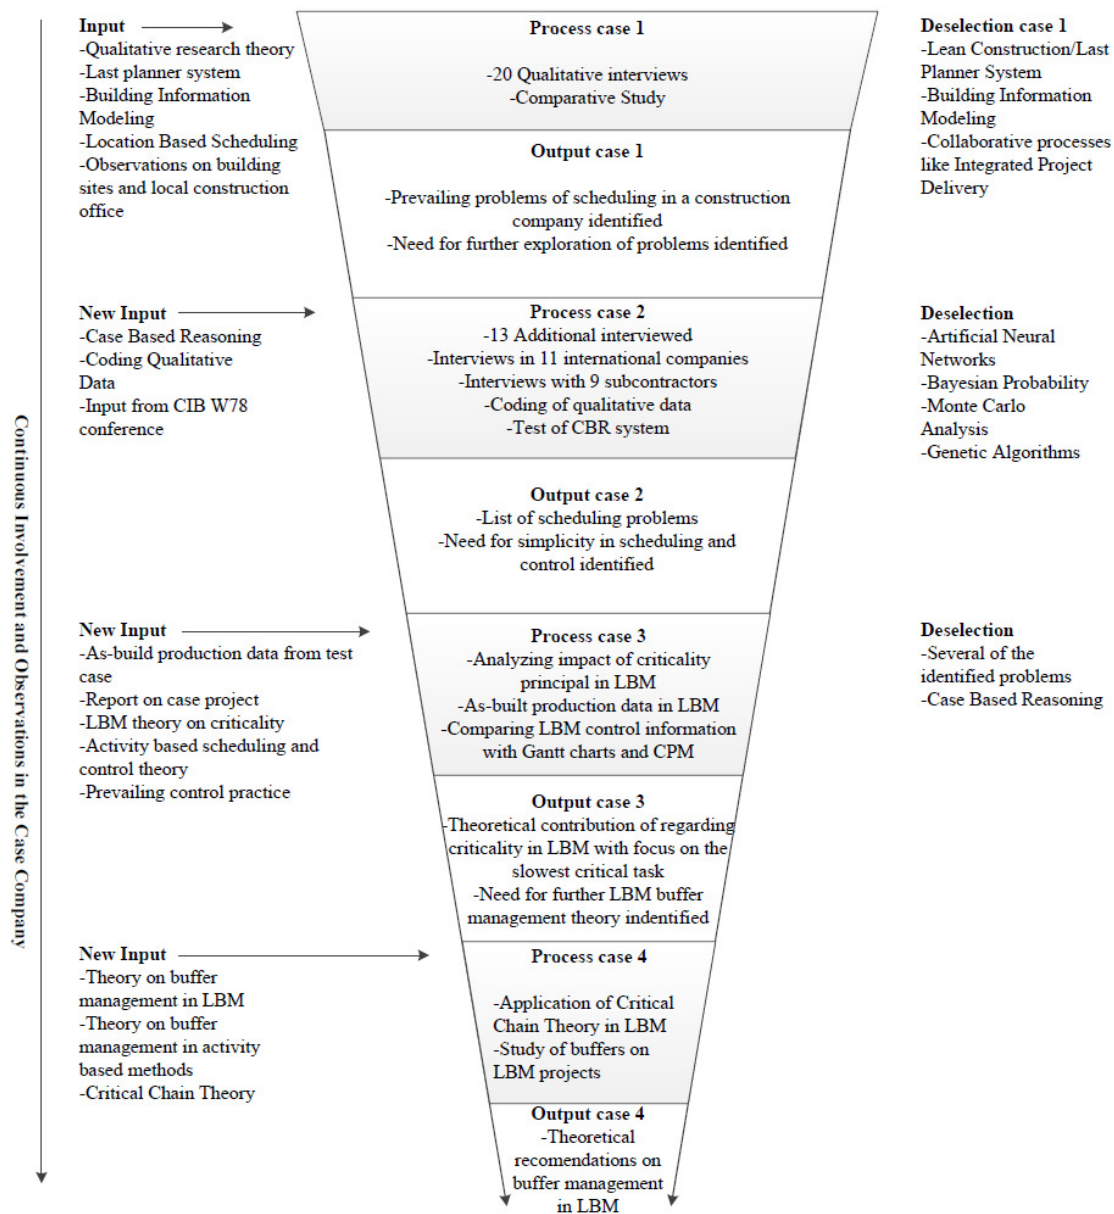 Input
-Qualitative research theory
-Last planner system
-Building Information
Modeling
-Location Based Scheduling
-Observations on building
sites and local construction
office
Process case 1
-20 Qualitative interviews
-Comparative Study
Deselection case 1
-Lean Construction/Last
Planner System
-Building Information
Modeling
-Collaborative processes
like Integrated Project
Delivery
Output case 1
-Prevailing problems of scheduling in a construction
company identified
-Need for further exploration of problems identified
New Input
-Case Based Reasoning
-Coding Qualitative
Data
-Input from CIB W78
conference
Process case 2
-13 Additional interviewed
-Interviews in 11 international companies
-Interviews with 9 subcontractors
-Coding of qualitative data
-Test of CBR system
Deselection
-Artificial Neural
Networks
-Bayesian Probability
-Monte Carlo
Analysis
-Genetic Algorithms
Output case 2
-List of scheduling problems
-Need for simplicity in scheduling and
control identified
New Input
-As-build production data from test
case
-Report on case project
-LBM theory on criticality
-Activity based scheduling and
control theory
-Prevailing control practice
Process case 3
-Analyzing impact of criticality
principal in LBM
-As-built production data in LBM
-Comparing LBM control information
with Gantt charts and CPM
Deselection
-Several of the
identified problems
-Case Based Reasoning
Output case 3
-Theoretical contribution of regarding
criticality in LBM with focus on the
slowest critical task
-Need for further LBM buffer
management theory indentified
New Input
-Theory on buffer
management in LBM
-Theory on buffer
management in activity
based methods
-Critical Chain Theory
Process case 4
-Application of Critical
Chain Theory in LBM
-Study of buffers on
LBM projects
Output case 4
-Theoretical
recomendations on
buffer management
in LBM
Continuous Involvement and Observations in the Case Company